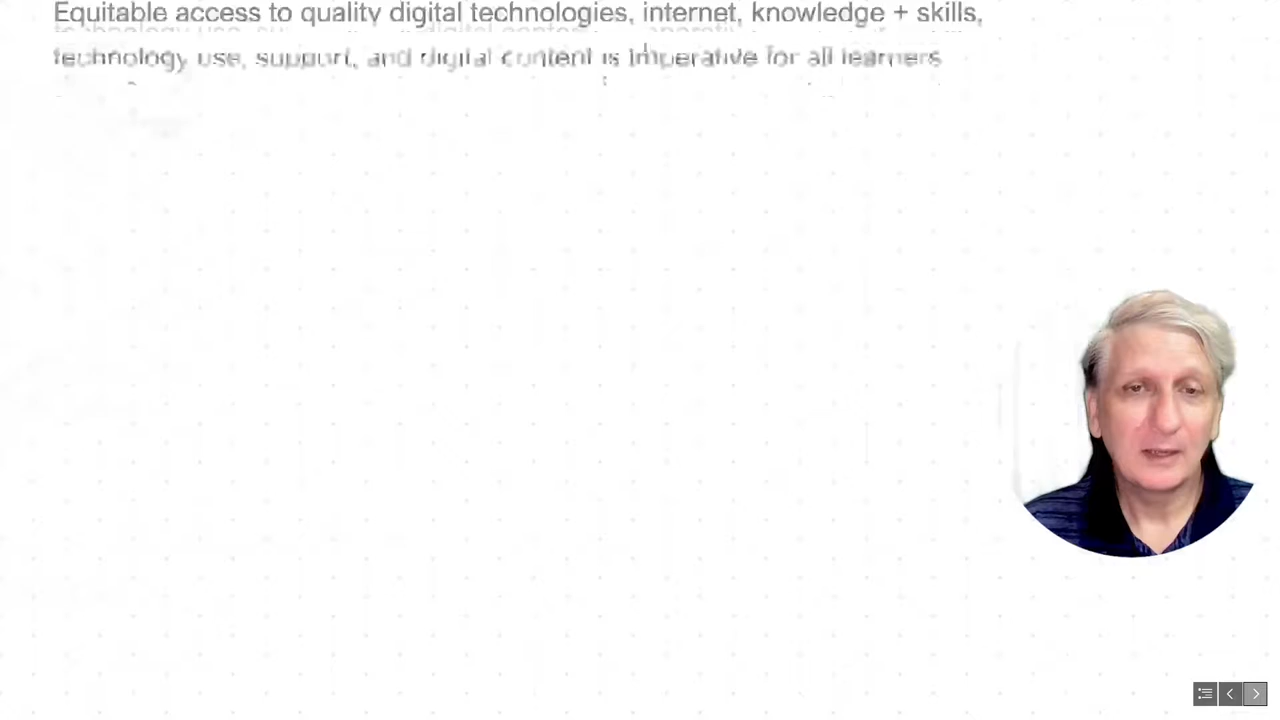 Equitable access to quality digital technologies, internet, knowledge + skills,
technology use, support, and digital content is imperative for all learners